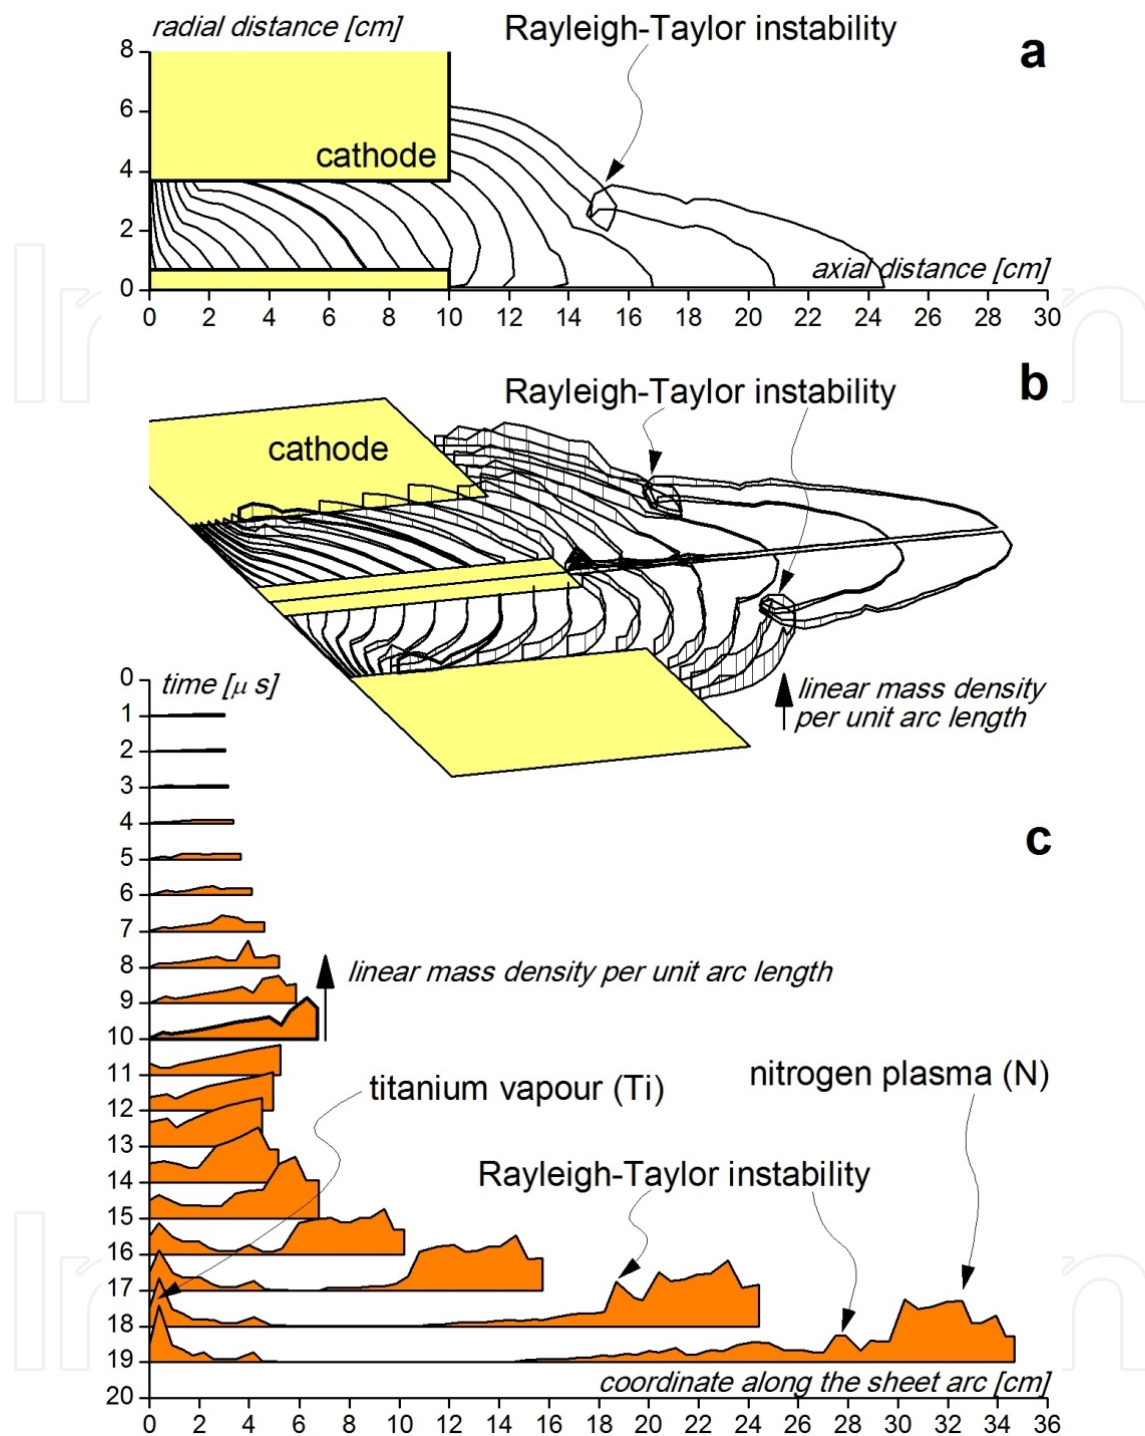 radial distance [cm]
Rayleigh-Taylor instability
a
8
6
4
2
0
cathode
axial distance [cm]
0 2 4 6 8 10 12 14 16 18 20 22 24 26 28 30
b
Rayleigh-Taylor instability
cathode
linear mass density
per unit arc length
time [μ s]
c
0
1
2
3
4
5
6
7
8
9
10
11
12
13
14
15
16
17
18
19
20
linear mass density per unit arc length
titanium vapour (Ti)
nitrogen plasma (N)
Rayleigh-Taylor instability
coordinate along the sheet arc [cm]
0 2 4 6 8 10 12 14 16 18 20 22 24 26 28 30 32 34 36